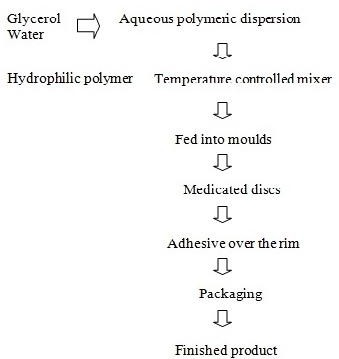 Glycerol
Water
Aqueous polymeric dispersion
Hydrophilic polymer
Temperature controlled mixer
Fed into moulds
Medicated discs
Adhesive over the rim
Packaging
Finished product